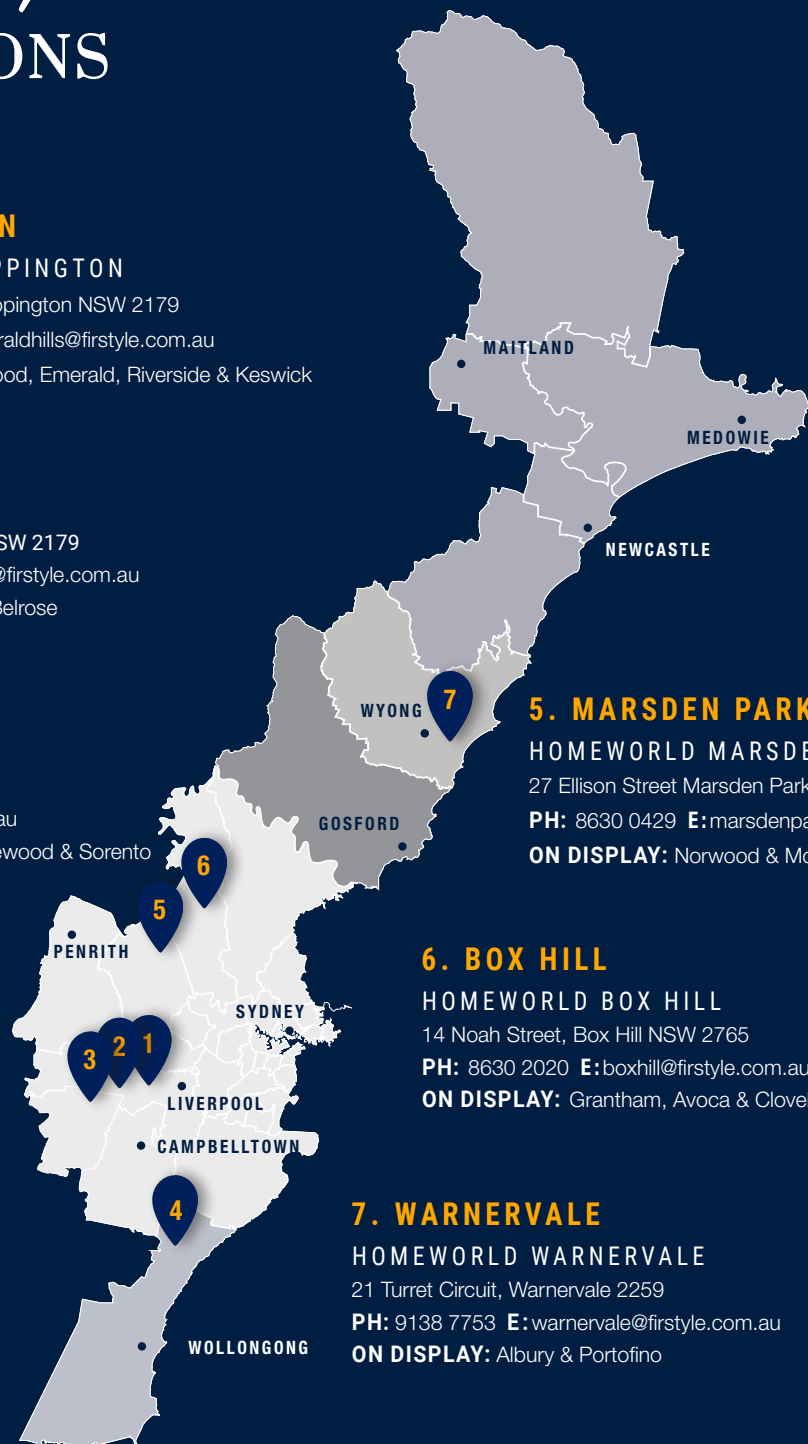 ONS
N
PPINGTON
ppington NSW 2179
raldhills@firstyle.com.au
ood, Emerald, Riverside & Keswick
SW 2179
@firstyle.com.au
Belrose
au
ewood & Sorento
MAITLAND
MEDOWIE
NEWCASTLE
WYONG
7
GOSFORD
6
5
PENRITH
SYDNEY
3
2
1
LIVERPOOL
CAMPBELLTOWN
4
WOLLONGONG
5. MARSDEN PARK
HOMEWORLD MARSDE
27 Ellison Street Marsden Park
PH: 8630 0429 E: marsdenpa
ON DISPLAY: Norwood & Mo
6. BOX HILL
HOMEWORLD BOX HILL
14 Noah Street, Box Hill NSW 2765
PH: 8630 2020 E: boxhill@firstyle.com.au
ON DISPLAY: Grantham, Avoca & Clove
7. WARNERVALE
HOMEWORLD WARNERVALE
21 Turret Circuit, Warnervale 2259
PH: 9138 7753 E: warnervale@firstyle.com.au
ON DISPLAY: Albury & Portofino